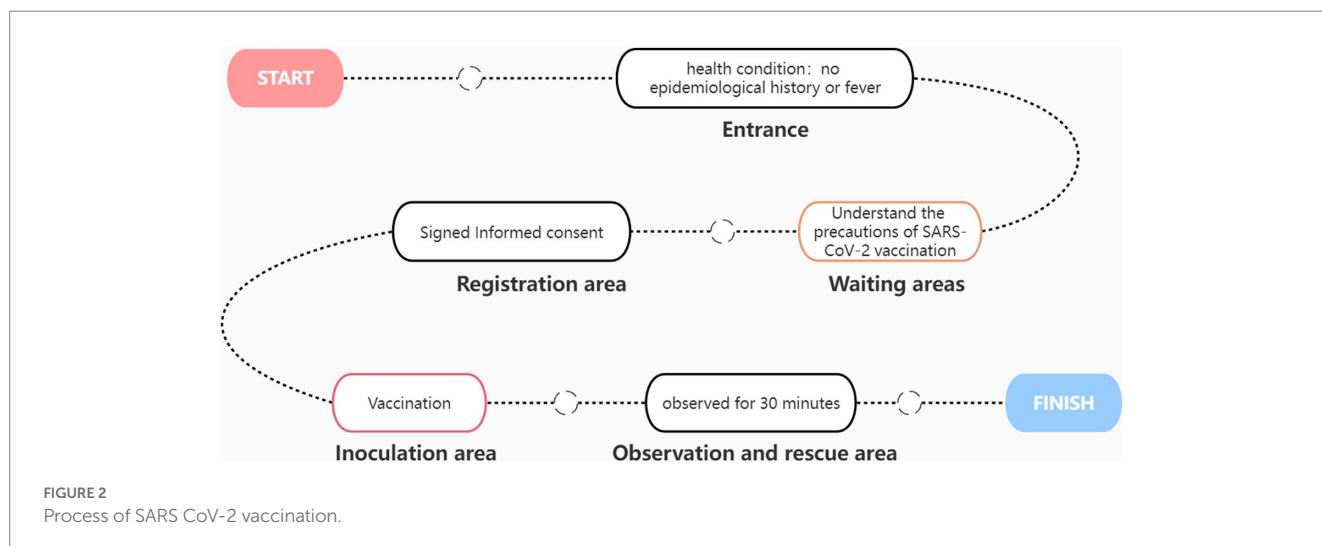 START
health condition：no
epidemiological history or fever
Entrance
Signed Informed consent
Registration area
Understand the
precautions of SARS-
CoV-2 vaccination
Waiting areas
Vaccination
Inoculation area
observed for 30 minutes
Observation and rescue area
FINISH
FIGURE 2
Process of SARS CoV-2 vaccination.